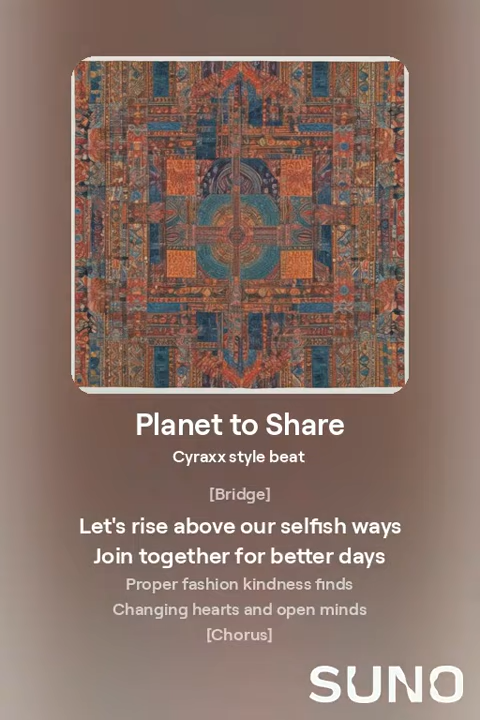 Planet to Share
Cyraxx style beat
[Bridge]
Let's rise above our selfish ways
Join together for better days
Proper fashion kindness finds
Changing hearts and open minds
[Chorus]
SUNO